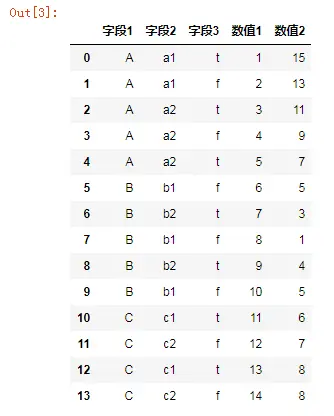 Out[3]:
字段1 字段2 字段3 数值1 数值2
0 A a1 t 1 15
1 A a1 f 2 13
2 A a2 t 3 11
3 A a2 f 4 9
4 A a2 t 5 7
5 B b1 f 6 5
6 B b2 t 7 3
7 B b1 f 8 1
8 B b2 t 9 4
9 B b1 f 10 5
10 C c1 t 11 6
11 C c2 f 12 7
12 C c1 t 13 8
13 C c2 f 14 8